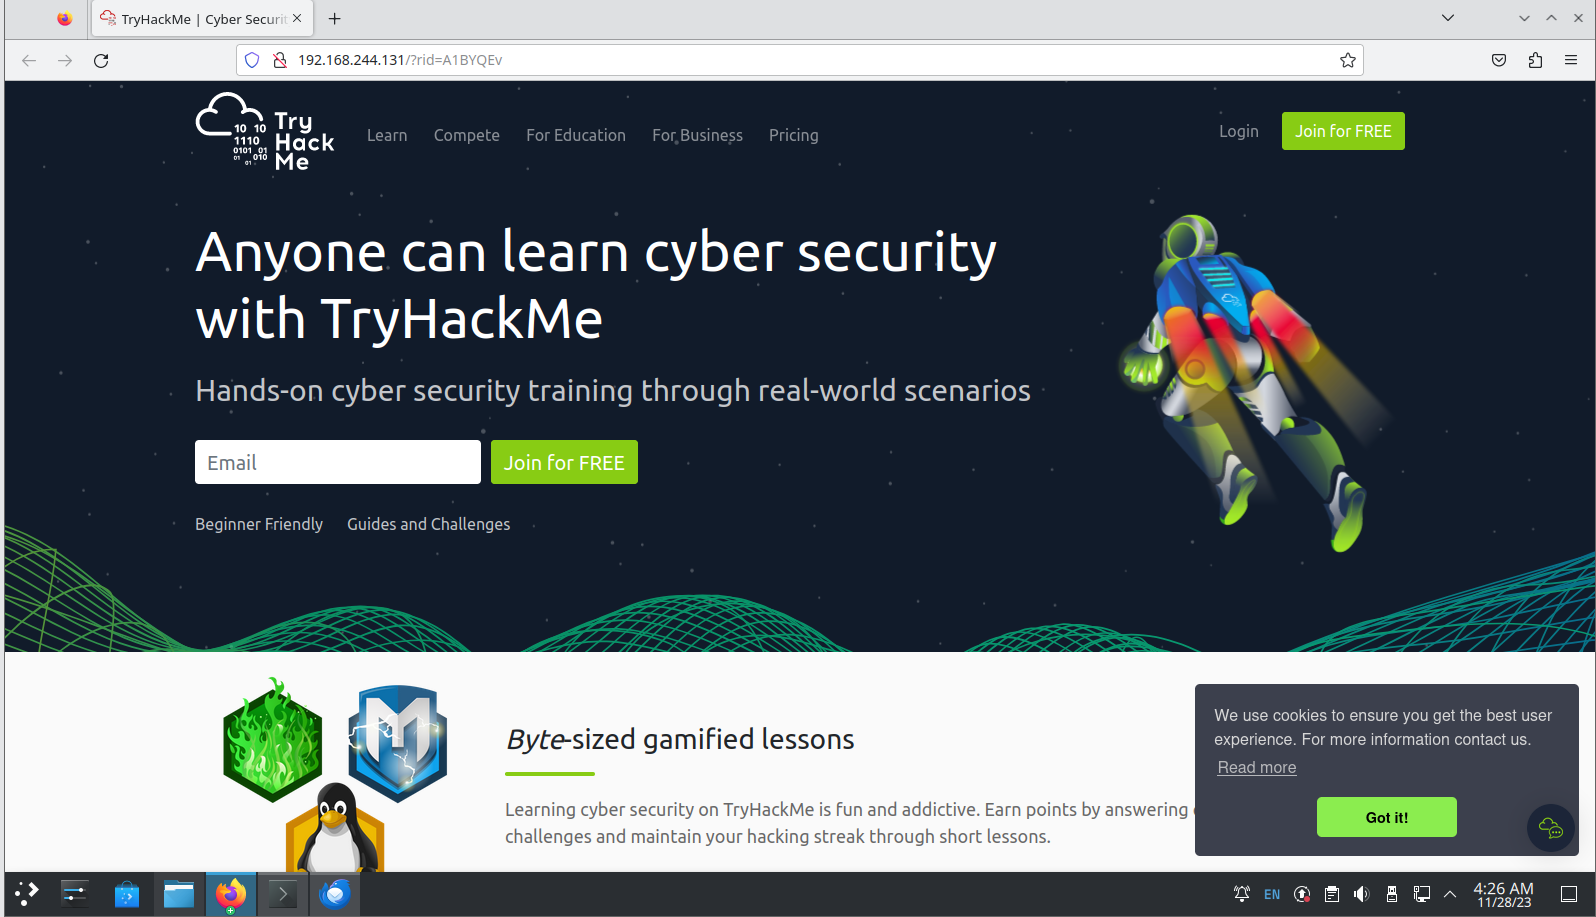 TryHackMe | Cyber Securit
192.168.244.131/?rid=A1BYQEv
10 10
1110
0101 01
01 010
01
Try
Hack
Me
Learn
Compete
For Education
For Business
Pricing
Login
Join for FREE
Anyone can learn cyber security
with TryHackMe
Hands-on cyber security training through real-world scenarios
Email
Join for FREE
Beginner Friendly
Guides and Challenges
Byte-sized gamified lessons
Learning cyber security on TryHackMe is fun and addictive. Earn points by answering
challenges and maintain your hacking streak through short lessons.
We use cookies to ensure you get the best user
experience. For more information contact us.
Read more
Got it!
EN
4:26 AM
11/28/23